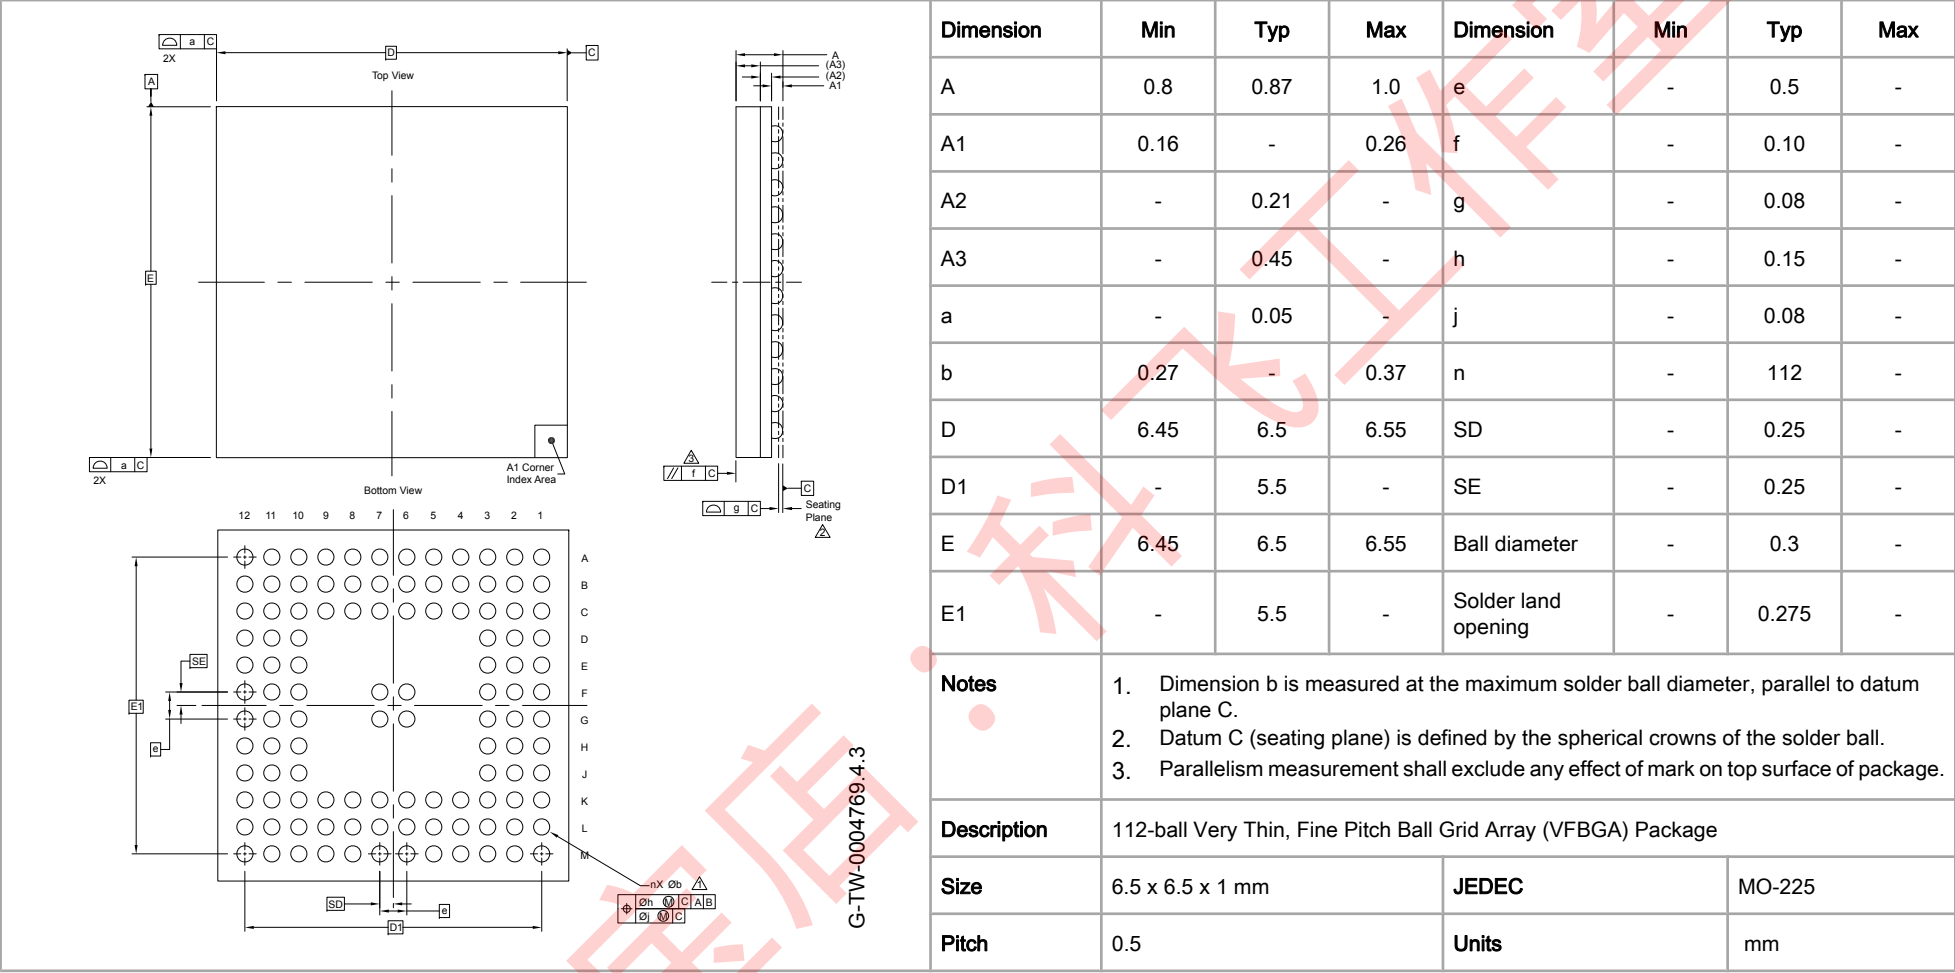 a C
2X
D
C
Top View
A
E
A1 Corner
Index Area
a C
2X
A
(A3)
(A2)
A1
3
// f C
g C
C
Seating
Plane
2
Bottom View
12 11 10 9 8 7 6 5 4 3 2 1
A
B
C
D
E
F
G
H
J
K
L
M
SE
E1
e
SD
e
D1
nX Øb 1
Øh M C A B
Øj M C
G-TW-0004769.4.3
Dimension Min Typ Max Dimension Min Typ Max
A 0.8 0.87 1.0 e - 0.5 -
A1 0.16 - 0.26 f - 0.10 -
A2 - 0.21 - g - 0.08 -
A3 - 0.45 - h - 0.15 -
a - 0.05 - j - 0.08 -
b 0.27 - 0.37 n - 112 -
D 6.45 6.5 6.55 SD - 0.25 -
D1 - 5.5 - SE - 0.25 -
E 6.45 6.5 6.55 Ball diameter - 0.3 -
E1 - 5.5 - Solder land opening - 0.275 -
Notes
1. Dimension b is measured at the maximum solder ball diameter, parallel to datum
plane C.
2. Datum C (seating plane) is defined by the spherical crowns of the solder ball.
3. Parallelism measurement shall exclude any effect of mark on top surface of package.
Description 112-ball Very Thin, Fine Pitch Ball Grid Array (VFBGA) Package
Size 6.5 x 6.5 x 1 mm JEDEC MO-225
Pitch 0.5 Units mm
店：科飞工作室